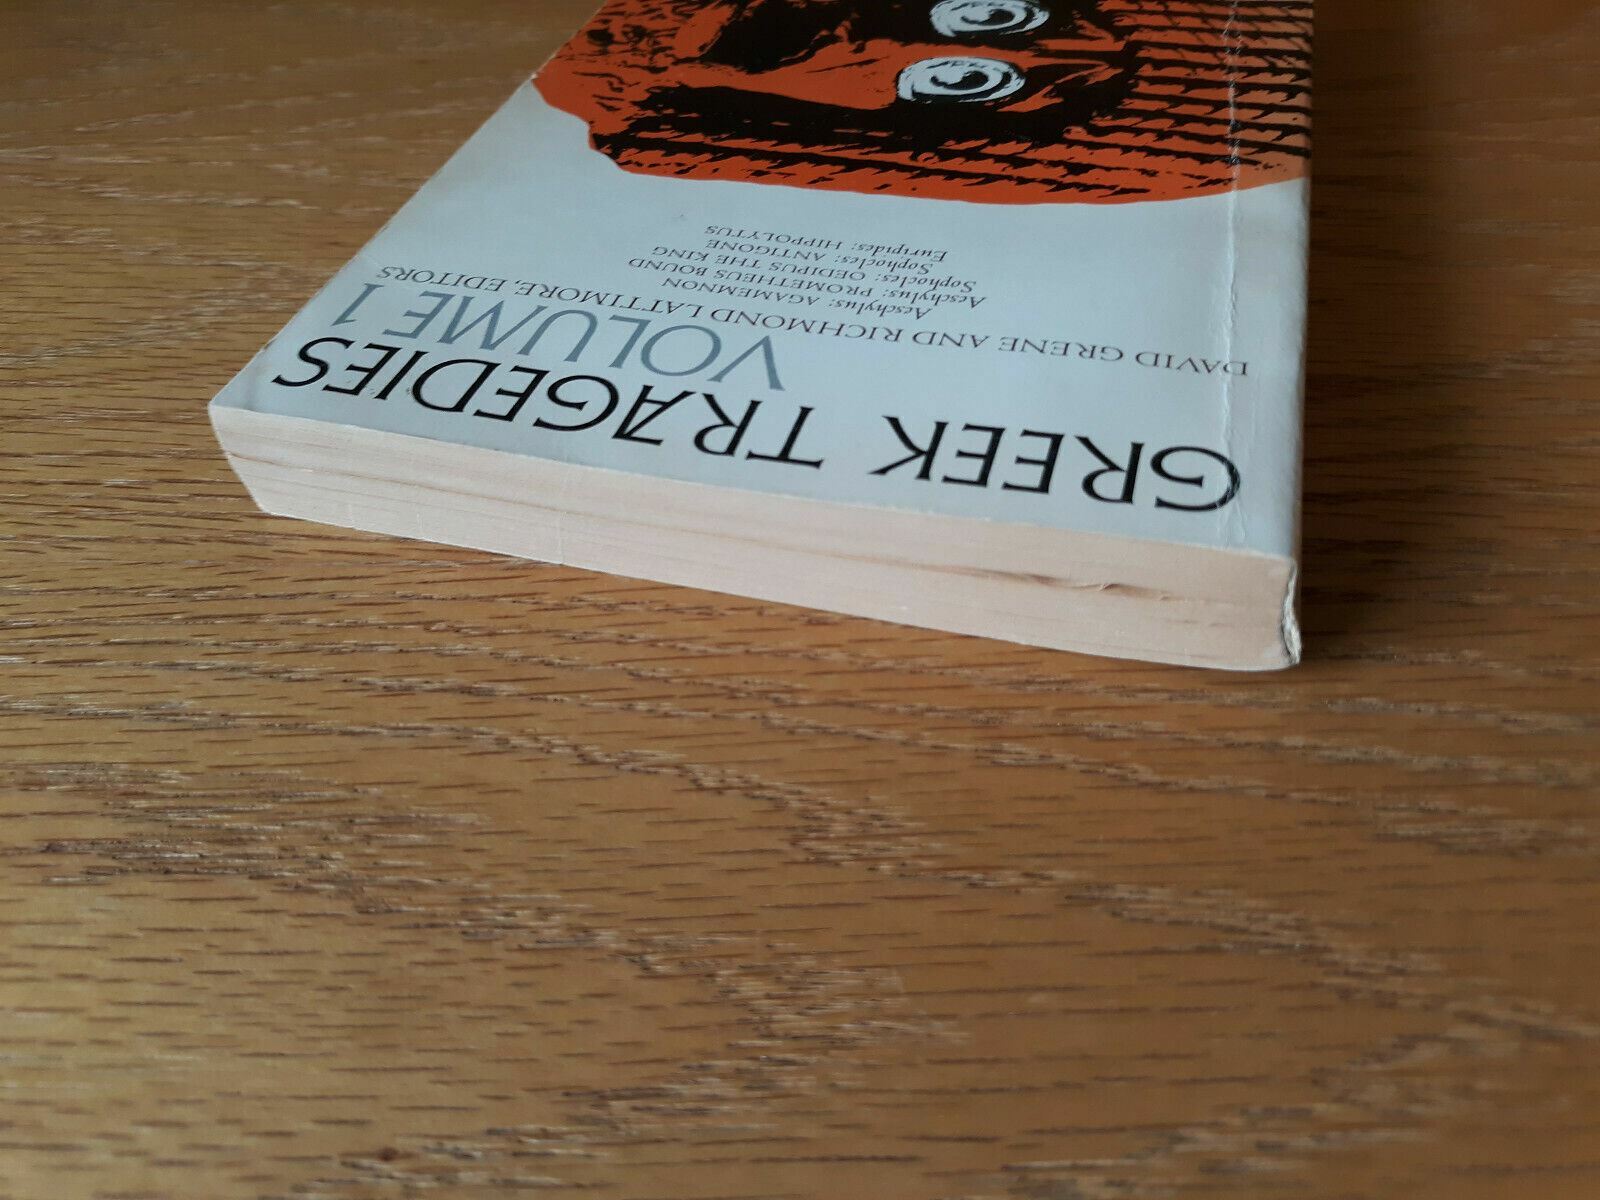 GREEK TRAGEDIES
VOLUME 1
DAVID GRENE AND RICHMOND LATTIMORE, EDITORS
Aeschylus: AGAMEMNON
Aeschylus: PROMETHEUS BOUND
Sophocles: OEDIPUS THE KING
Sophocles: ANTIGONE
Euripides: HIPPOLYTUS